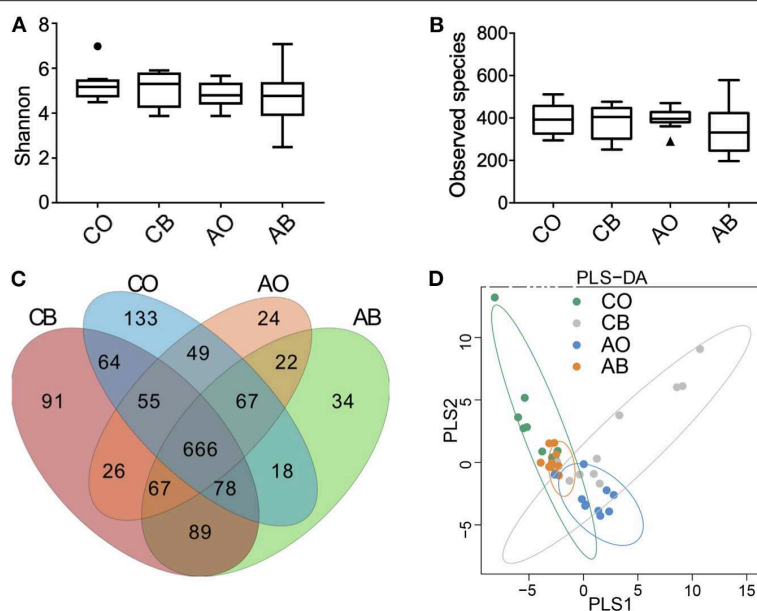 A
Shannon
8
6
4
2
0
CO CB AO AB
B
Observed species
800
600
400
200
0
CO CB AO AB
C
CB CO AO AB
133 24
64 49 22
91 55 67 34
666
26 67 78 18
89
D
PLS-DA
CO
CB
AO
AB
PLS2
10
5
0
-5
-5 0 5 10 15
PLS1